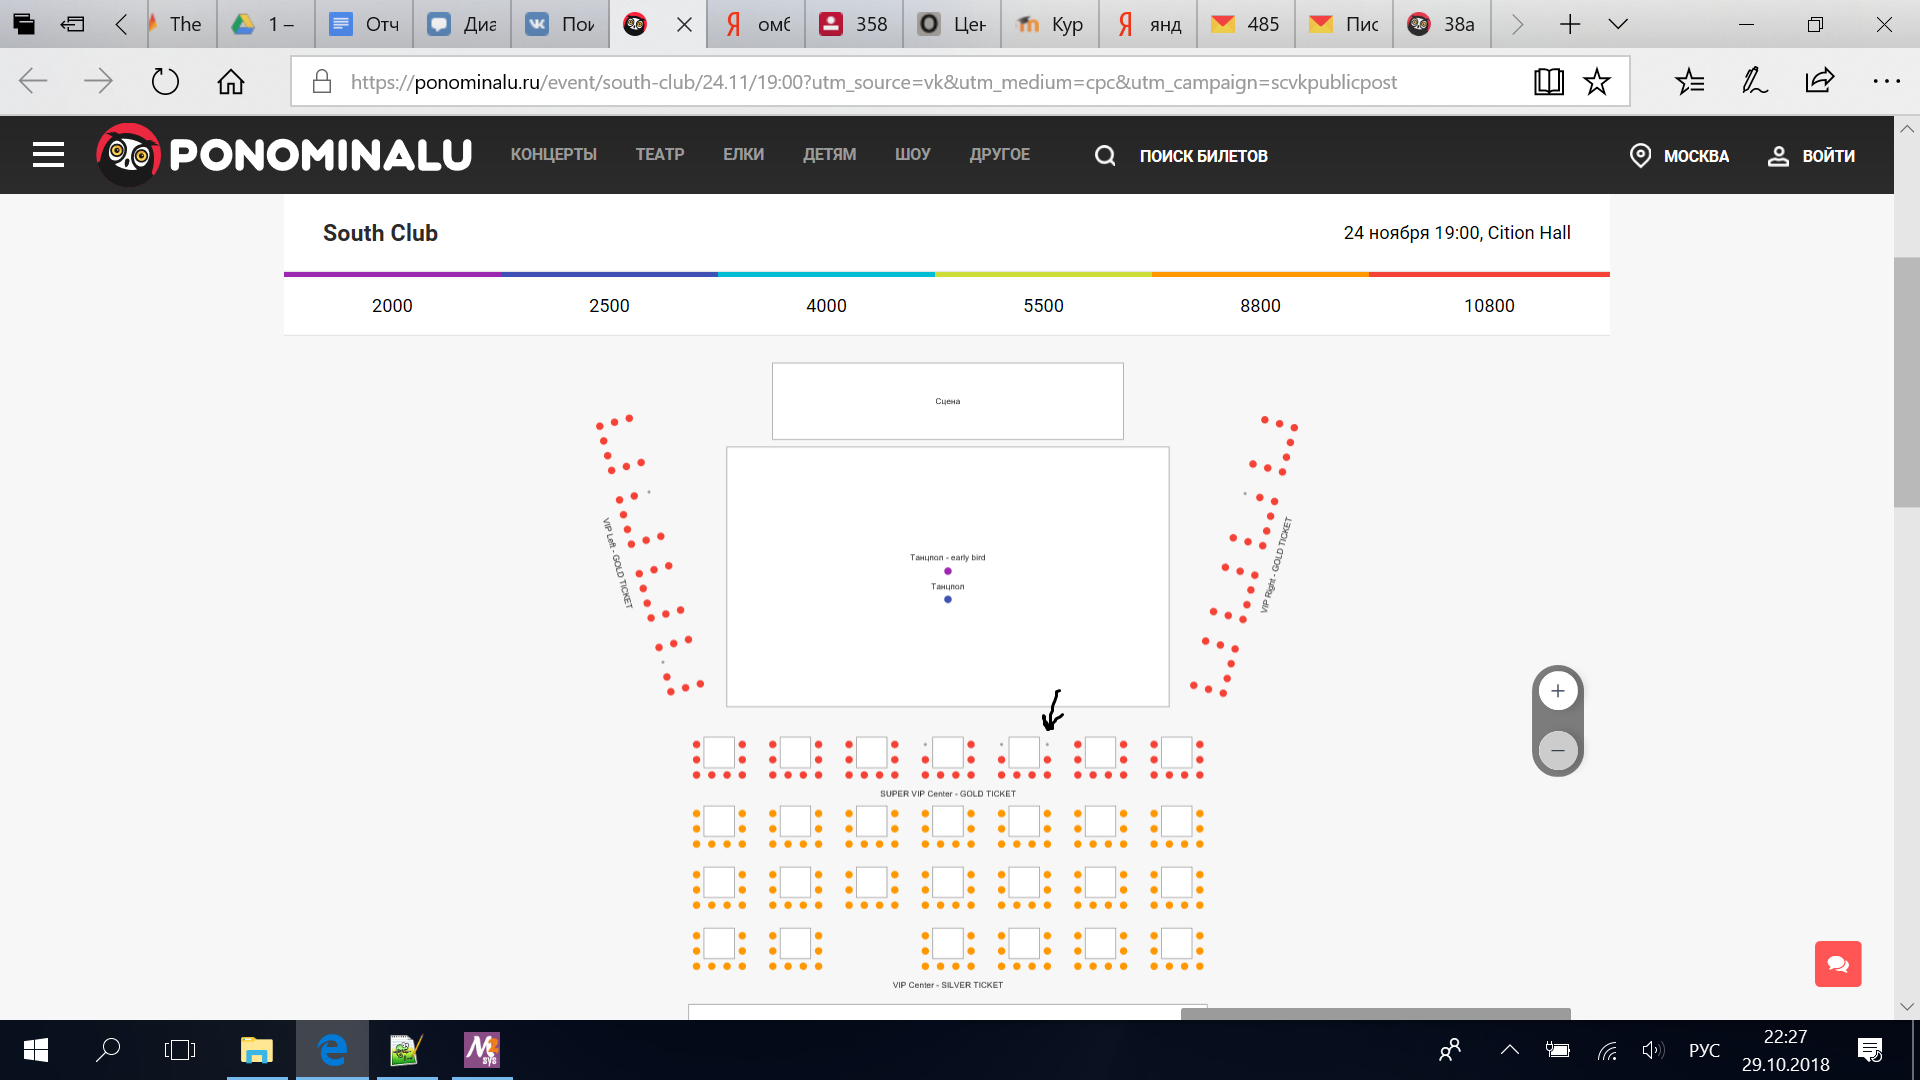 The
1 –
Отч
Диа
Пои
омб
358
Цен
Кур
янд
485
Пис
38а
https://ponominalu.ru/event/south-club/24.11/19:00?utm_source=vk&utm_medium=cpc&utm_campaign=scvkpublicpost
PONOMINALU
КОНЦЕРТЫ ТЕАТР ЕЛКИ ДЕТЯМ ШОУ ДРУГОЕ ПОИСК БИЛЕТОВ МОСКВА ВОЙТИ
South Club
24 ноября 19:00, Cition Hall
2000 2500 4000 5500 8800 10800
Сцена
VIP Left - GOLD TICKET
Танцпол - early bird
Танцпол
VIP Right - GOLD TICKET
SUPER VIP Center - GOLD TICKET
VIP Center - SILVER TICKET
M2
sys
РУС
22:27
29.10.2018